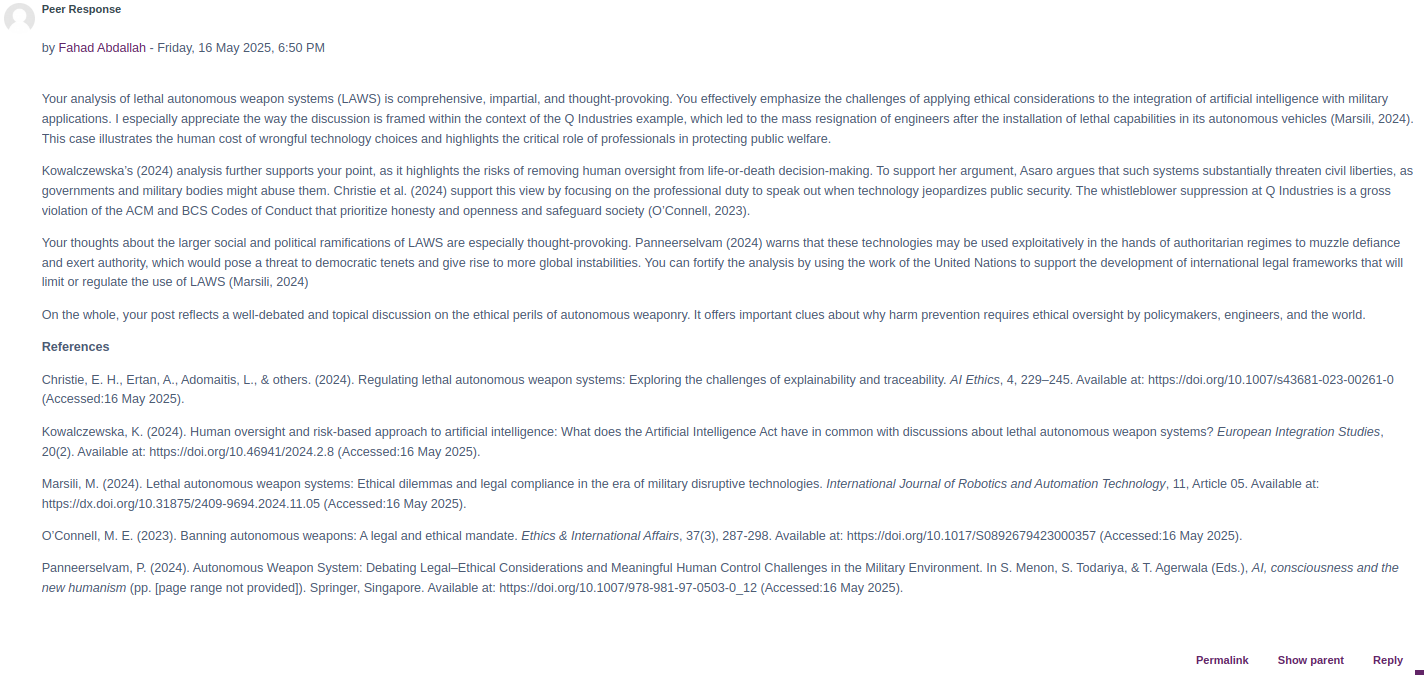 Peer Response
by Fahad Abdallah - Friday, 16 May 2025, 6:50 PM
Your analysis of lethal autonomous weapon systems (LAWS) is comprehensive, impartial, and thought-provoking. You effectively emphasize the challenges of applying ethical considerations to the integration of artificial intelligence with military
applications. I especially appreciate the way the discussion is framed within the context of the Q Industries example, which led to the mass resignation of engineers after the installation of lethal capabilities in its autonomous vehicles (Marsili, 2024).
This case illustrates the human cost of wrongful technology choices and highlights the critical role of professionals in protecting public welfare.
Kowalczewska's (2024) analysis further supports your point, as it highlights the risks of removing human oversight from life-or-death decision-making. To support her argument, Asaro argues that such systems substantially threaten civil liberties, as
governments and military bodies might abuse them. Christie et al. (2024) support this view by focusing on the professional duty to speak out when technology jeopardizes public security. The whistleblower suppression at Q Industries is a gross
violation of the ACM and BCS Codes of Conduct that prioritize honesty and openness and safeguard society (O'Connell, 2023).
Your thoughts about the larger social and political ramifications of LAWS are especially thought-provoking. Panneerselvam (2024) warns that these technologies may be used exploitatively in the hands of authoritarian regimes to muzzle defiance
and exert authority, which would pose a threat to democratic tenets and give rise to more global instabilities. You can fortify the analysis by using the work of the United Nations to support the development of international legal frameworks that will
limit or regulate the use of LAWS (Marsili, 2024)
On the whole, your post reflects a well-debated and topical discussion on the ethical perils of autonomous weaponry. It offers important clues about why harm prevention requires ethical oversight by policymakers, engineers, and the world.
References
Christie, E. H., Ertan, A., Adomaitis, L., & others. (2024). Regulating lethal autonomous weapon systems: Exploring the challenges of explainability and traceability. AI Ethics, 4, 229–245. Available at: https://doi.org/10.1007/s43681-023-00261-0
(Accessed:16 May 2025).
Kowalczewska, K. (2024). Human oversight and risk-based approach to artificial intelligence: What does the Artificial Intelligence Act have in common with discussions about lethal autonomous weapon systems? European Integration Studies,
20(2). Available at: https://doi.org/10.46941/2024.2.8 (Accessed:16 May 2025).
Marsili, M. (2024). Lethal autonomous weapon systems: Ethical dilemmas and legal compliance in the era of military disruptive technologies. International Journal of Robotics and Automation Technology, 11, Article 05. Available at:
https://dx.doi.org/10.31875/2409-9694.2024.11.05 (Accessed:16 May 2025).
O'Connell, M. E. (2023). Banning autonomous weapons: A legal and ethical mandate. Ethics & International Affairs, 37(3), 287-298. Available at: https://doi.org/10.1017/S0892679423000357 (Accessed:16 May 2025).
Panneerselvam, P. (2024). Autonomous Weapon System: Debating Legal–Ethical Considerations and Meaningful Human Control Challenges in the Military Environment. In S. Menon, S. Todariya, & T. Agerwala (Eds.), AI, consciousness and the
new humanism (pp. [page range not provided]). Springer, Singapore. Available at: https://doi.org/10.1007/978-981-97-0503-0_12 (Accessed:16 May 2025).
Permalink Show parent Reply